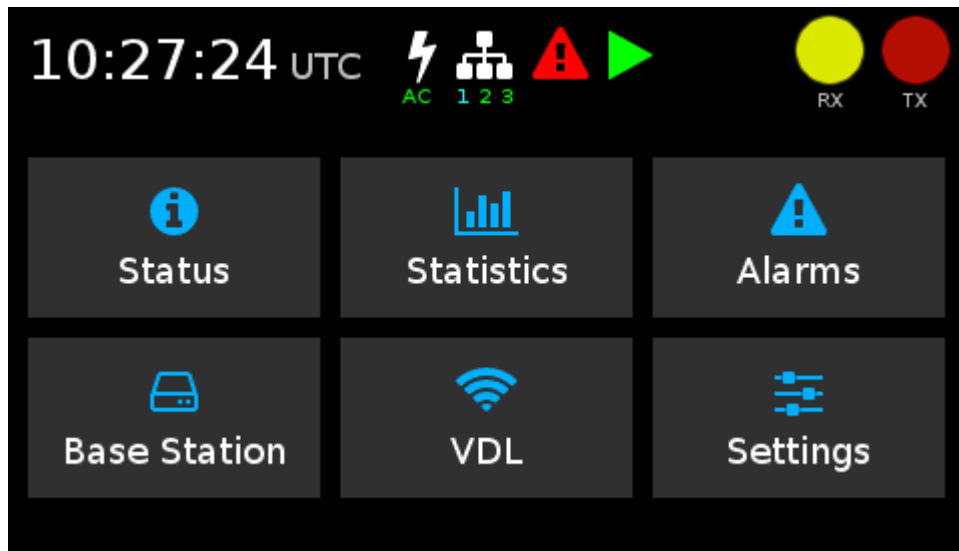 10:27:24 UTC
AC 1 2 3
RX TX
Status Statistics Alarms
Base Station VDL Settings